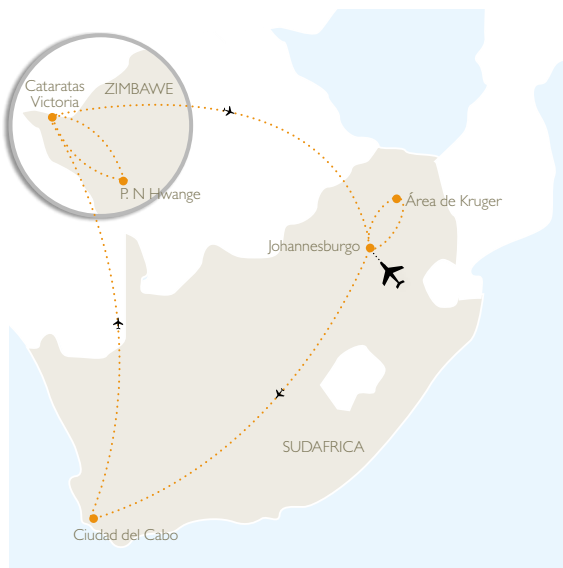 Cataratas
Victoria
ZIMBAWE
P. N Hwange
Área de Kruger
Johannesburgo
SUDAFRICA
Ciudad del Cabo